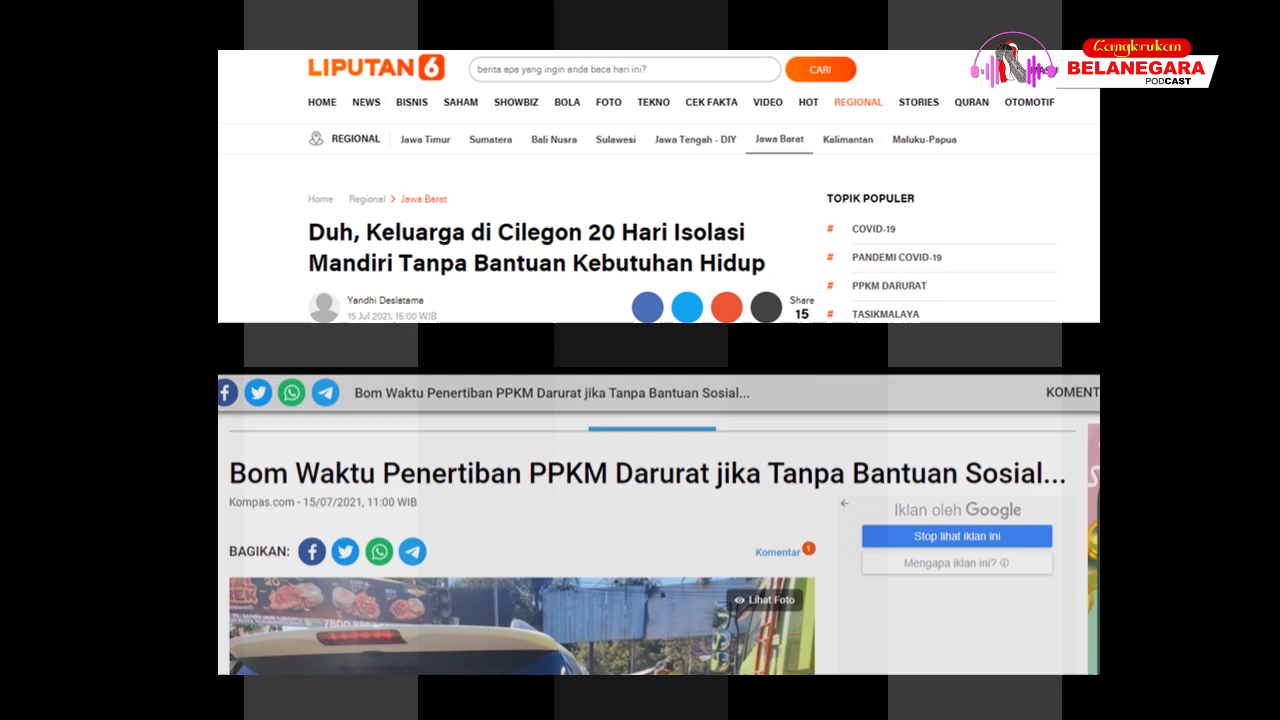 Cangkrukan
BELANEGARA
PODCAST
LIPUTAN 6
berita apa yang ingin anda baca hari ini?
CARI
HOME NEWS BISNIS SAHAM SHOWBIZ BOLA FOTO TEKNO CEK FAKTA VIDEO HOT REGIONAL STORIES QURAN OTOMOTIF
REGIONAL Jawa Timur Sumatera Bali Nusra Sulawesi Jawa Tengah - DIY Jawa Barat Kalimantan Maluku-Papua
Home Regional > Jawa Barat
Duh, Keluarga di Cilegon 20 Hari Isolasi
Mandiri Tanpa Bantuan Kebutuhan Hidup
Yandhi Deslatama
15 Jul 2021, 15:00 WIB
Share
15
TOPIK POPULER
# COVID-19
# PANDEMI COVID-19
# PPKM DARURAT
# TASIKMALAYA
Bom Waktu Penertiban PPKM Darurat jika Tanpa Bantuan Sosial...
KOMENT
Bom Waktu Penertiban PPKM Darurat jika Tanpa Bantuan Sosial...
Kompas.com - 15/07/2021, 11:00 WIB
BAGIKAN:
Komentar 1
Lihat Foto
Iklan oleh Google
Stop lihat iklan ini
Mengapa iklan ini?